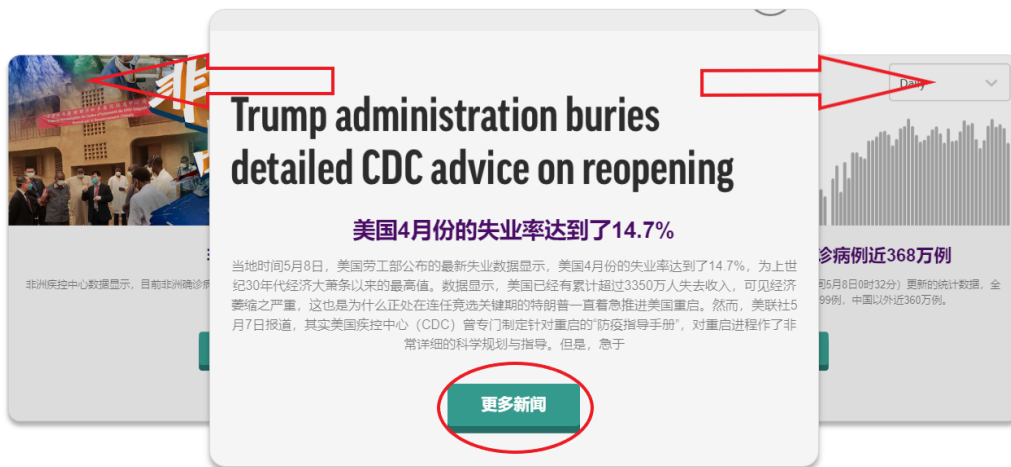 Daily
Trump administration buries
detailed CDC advice on reopening
美国4月份的失业率达到了14.7%
当地时间5月8日，美国劳工部公布的最新失业数据显示，美国4月份的失业率达到了14.7%，为上世
纪30年代经济大萧条以来的最高值。数据显示，美国已经有累计超过3350万人失去收入，可见经济
萎缩之严重，这也是为什么正处在连任竞选关键期的特朗普一直着急推进美国重启。然而，美联社5
月7日报道，其实美国疾控中心（CDC）曾专门制定针对重启的“防疫指导手册”，对重启进程作了非
常详细的科学规划与指导。但是，急于
更多新闻
非
非洲疾控中心数据显示，目前非洲确诊病
诊病例近368万例
间5月8日0时32分）更新的统计数据，全
99例，中国以外近360万例。